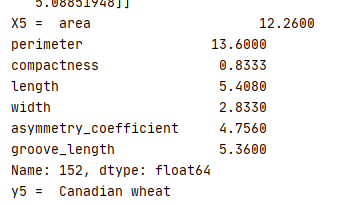 5.08851948]]
X5 =  area                     12.2600
perimeter                13.6000
compactness               0.8333
length                    5.4080
width                     2.8330
asymmetry_coefficient     4.7560
groove_length             5.3600
Name: 152, dtype: float64
y5 =  Canadian wheat